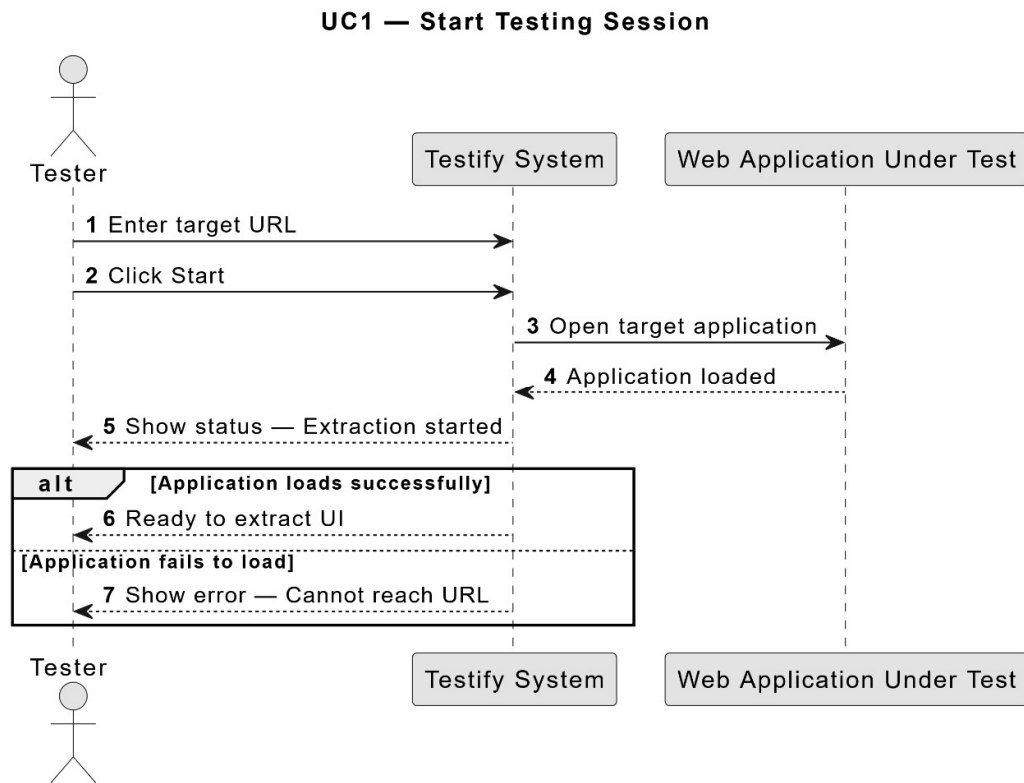 UC1 — Start Testing Session
Tester
Testify System
Web Application Under Test
1 Enter target URL
2 Click Start
3 Open target application
4 Application loaded
5 Show status — Extraction started
alt [Application loads successfully]
6 Ready to extract UI
[Application fails to load]
7 Show error — Cannot reach URL
Tester
Testify System
Web Application Under Test